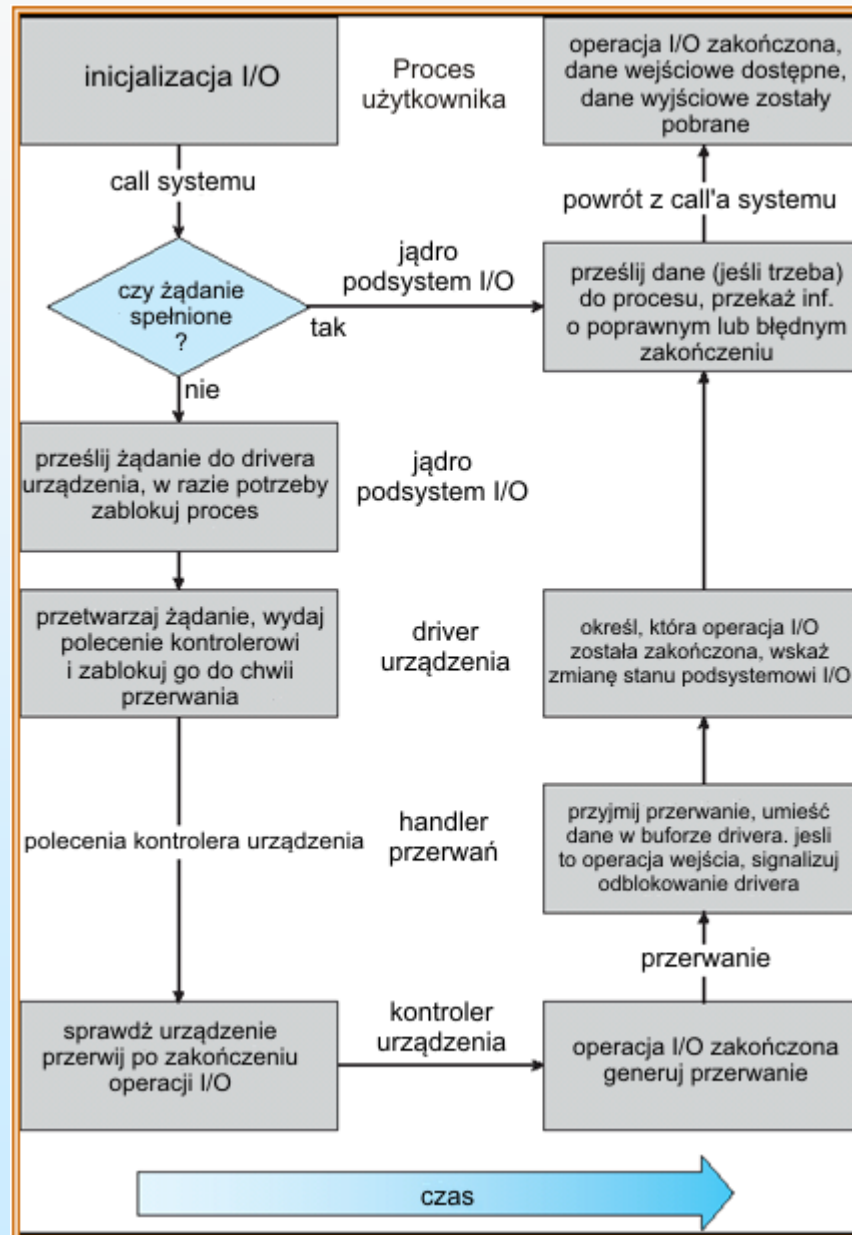 inicjalizacja I/O
Proces
użytkownika
operacja I/O zakończona,
dane wejściowe dostępne,
dane wyjściowe zostały
pobrane
call systemu
powrót z call'a systemu
czy żądanie
spełnione
?
tak
nie
jądro
podsystem I/O
prześlij dane (jeśli trzeba)
do procesu, przekaż inf.
o poprawnym lub błędnym
zakończeniu
prześlij żądanie do drivera
urządzenia, w razie potrzeby
zablokuj proces
jądro
podsystem I/O
przetwarzaj żądanie, wydaj
polecenie kontrolerowi
i zablokuj go do chwii
przerwania
driver
urządzenia
określ, która operacja I/O
została zakończona, wskaż
zmianę stanu podsystemowi I/O
polecenia kontrolera urządzenia
handler
przerwań
przyjmij przerwanie, umieść
dane w buforze drivera. jesli
to operacja wejścia, signalizuj
odblokowanie drivera
przerwanie
sprawdż urządzenie
przerwij po zakończeniu
operacji I/O
kontroler
urządzenia
operacja I/O zakończona
generuj przerwanie
czas